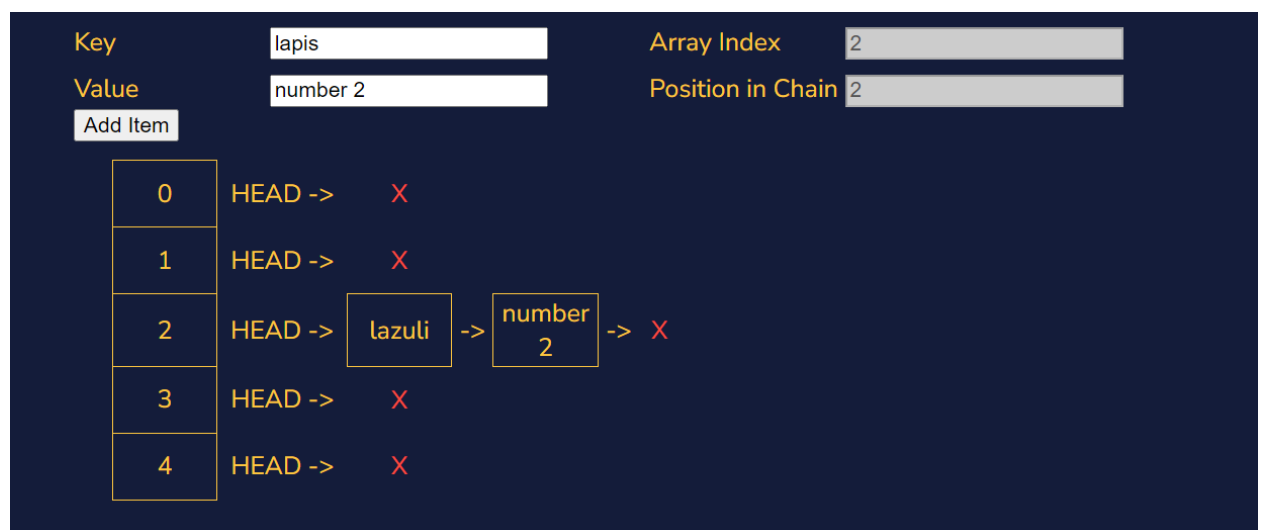 Key lapis Array Index 2
Value number 2 Position in Chain 2
Add Item
0 HEAD -> X
1 HEAD -> X
2 HEAD -> lazuli -> number 2 -> X
3 HEAD -> X
4 HEAD -> X